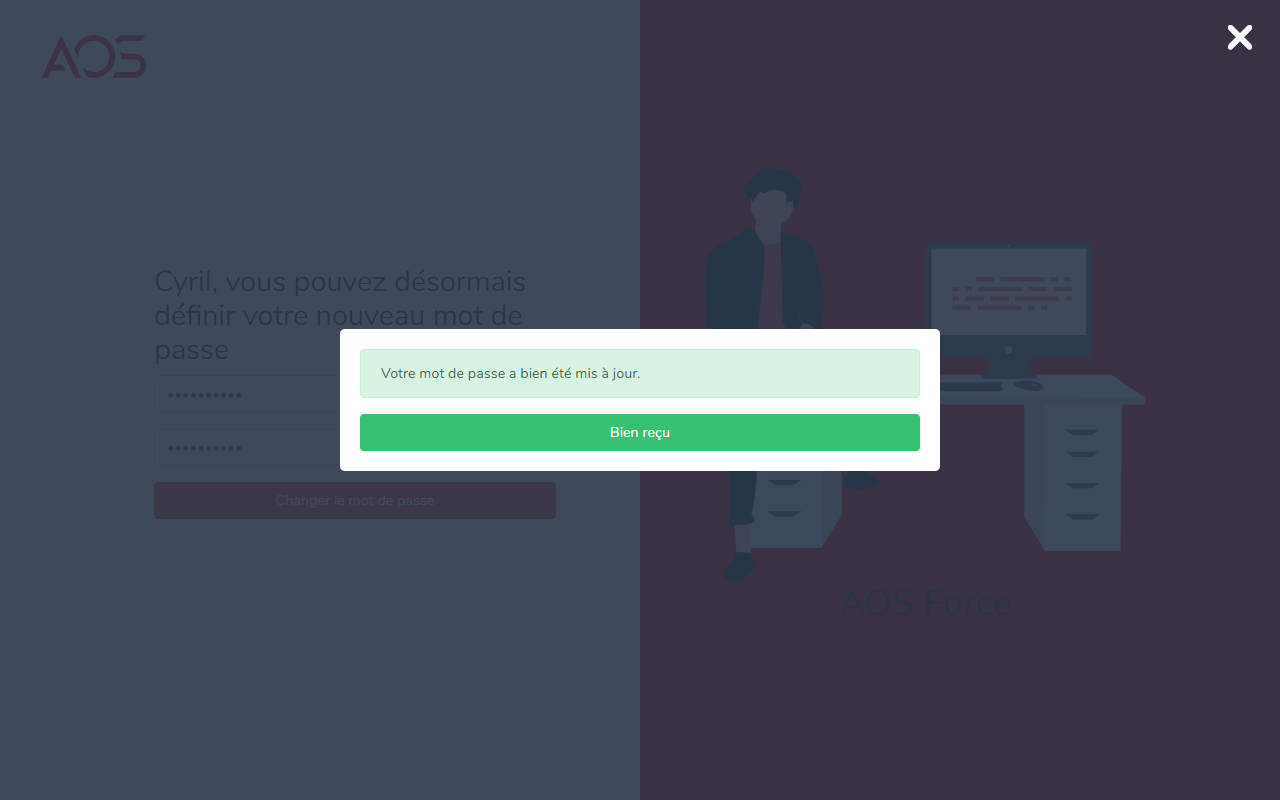 AOS
Cyril, vous pouvez désormais
définir votre nouveau mot de
passe
••••••••••
••••••••••
Changer le mot de passe
Votre mot de passe a bien été mis à jour.
Bien reçu
AOS Force